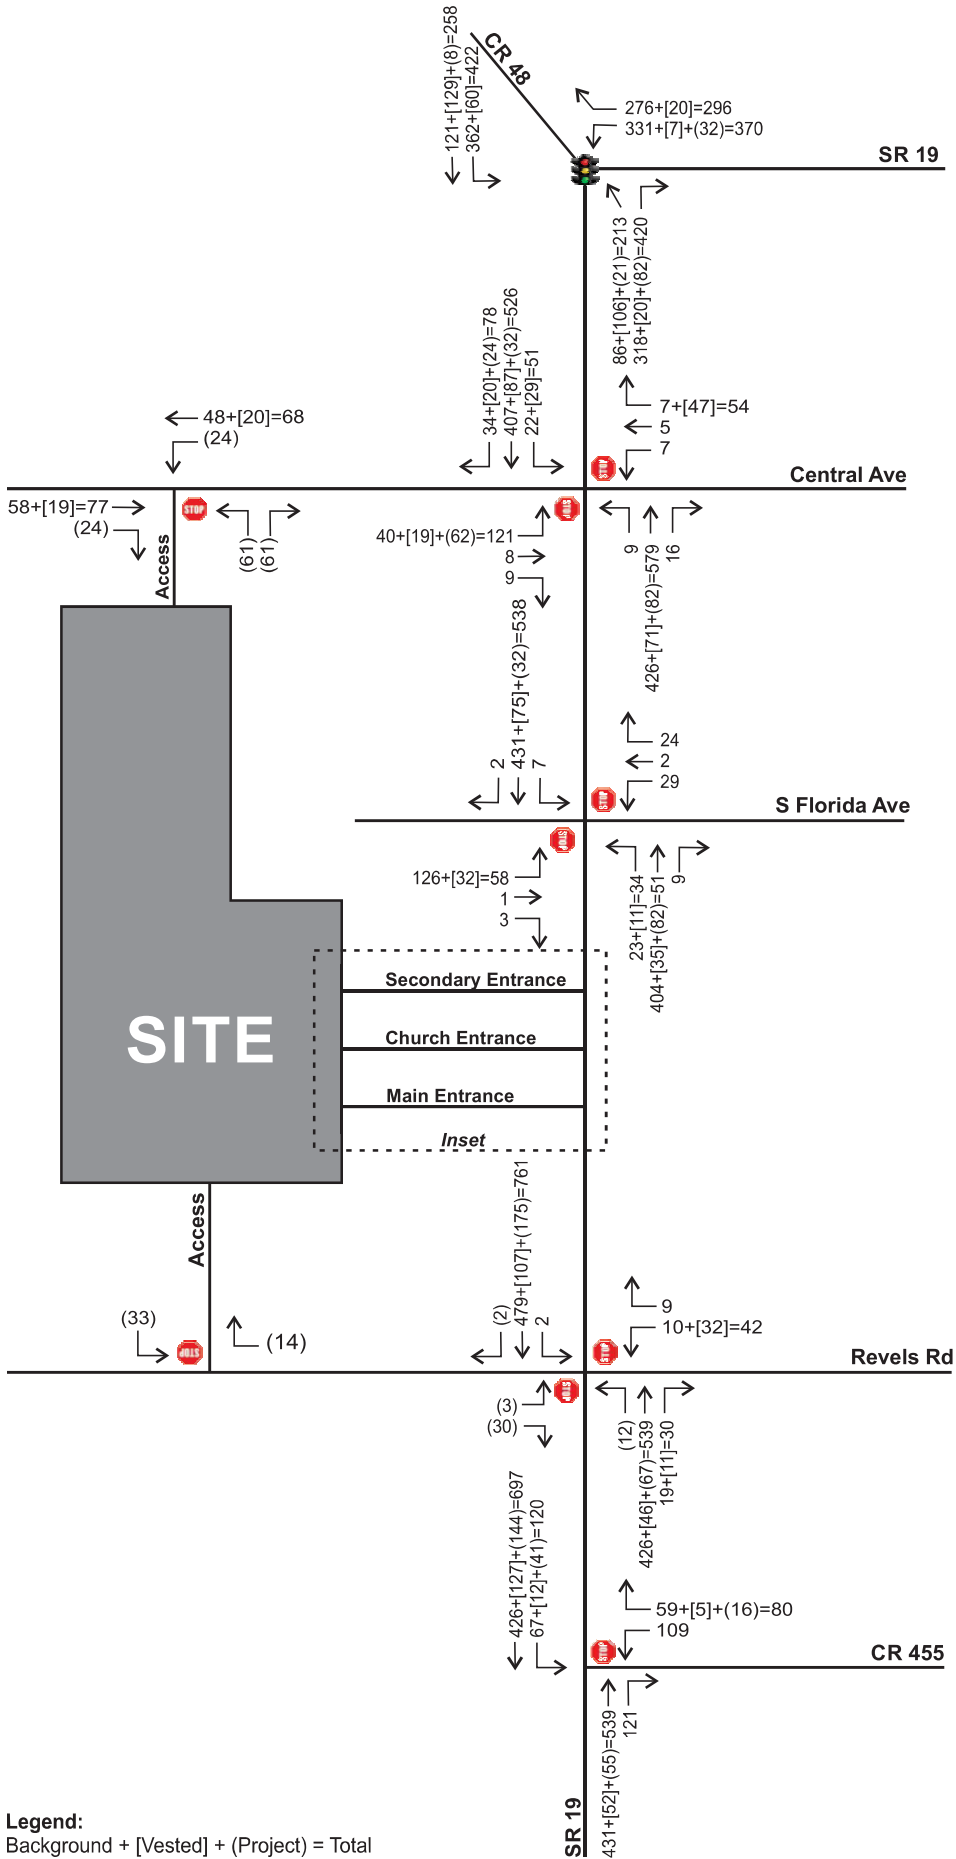 CR 48
121+[129]+(8)=258
362+[60]=422
276+[20]=296
331+[7]+(32)=370
SR 19
86+[106]+(21)=213
318+[20]+(82)=420
34+[20]+(24)=78
407+[87]+(32)=526
22+[29]=51
7+[47]=54
5
7
48+[20]=68
(24)
Central Ave
58+[19]=77
(24)
STOP
(61)
(61)
Access
STOP
STOP
40+[19]+(62)=121
8
9
9
426+[71]+(82)=579
16
2
431+[75]+(32)=538
7
24
2
29
STOP
S Florida Ave
STOP
126+[32]=58
1
3
23+[11]=34
404+[35]+(82)=51
9
Secondary Entrance
SITE
Church Entrance
Main Entrance
Inset
Access
(33)
STOP
(14)
(2)
479+[107]+(175)=761
2
9
10+[32]=42
STOP
Revels Rd
STOP
(3)
(30)
(12)
426+[46]+(67)=539
19+[11]=30
426+[127]+(144)=697
67+[12]+(41)=120
59+[5]+(16)=80
109
STOP
CR 455
431+[52]+(55)=539
121
SR 19
Legend:
Background + [Vested] + (Project) = Total